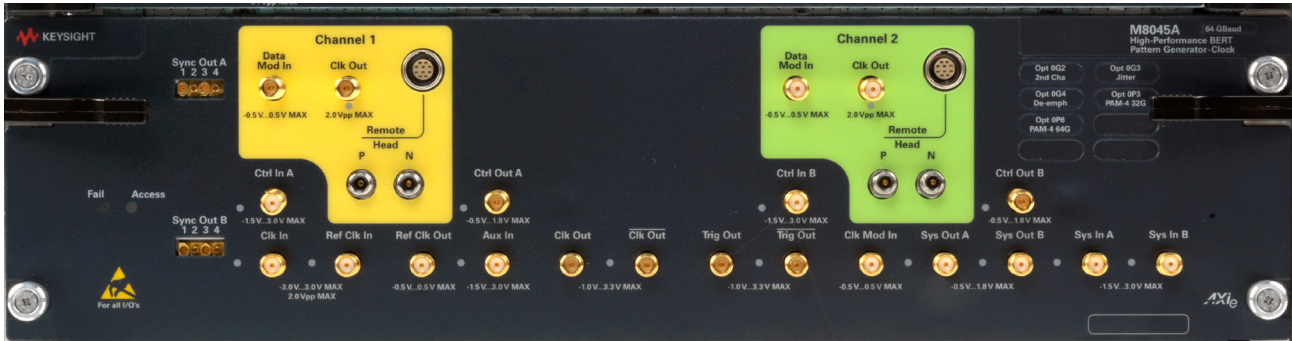 KEYSIGHT
M8045A 64 GBaud
High-Performance BERT
Pattern Generator-Clock
Opt 0G2
2nd Cha
Opt 0G3
Jitter
Opt 0G4
De-emph
Opt 0P3
PAM-4 32G
Opt 0P6
PAM-4 64G
Sync Out A
1 2 3 4
Channel 1
Data
Mod In
Clk Out
-0.5 V...0.5 V MAX
2.0 Vpp MAX
Remote
Head
P N
Channel 2
Data
Mod In
Clk Out
-0.5 V...0.5 V MAX
2.0 Vpp MAX
Remote
Head
P N
Fail Access
Ctrl In A
-1.5 V...3.0 V MAX
Ctrl Out A
-0.5 V...1.8 V MAX
Ctrl In B
-1.5 V...3.0 V MAX
Ctrl Out B
-0.5 V...1.8 V MAX
Sync Out B
1 2 3 4
Clk In
Ref Clk In
Ref Clk Out
Aux In
Clk Out
Clk Out
Trig Out
Trig Out
Clk Mod In
Sys Out A
Sys Out B
Sys In A
Sys In B
-3.0 V...3.0 V MAX
2.0 Vpp MAX
-0.5 V...0.5 V MAX
-1.5 V...3.0 V MAX
-1.0 V...3.3 V MAX
-1.0 V...3.3 V MAX
-0.5 V...0.5 V MAX
-0.5 V...1.8 V MAX
-1.5 V...3.0 V MAX
For all I/O's
AXIe